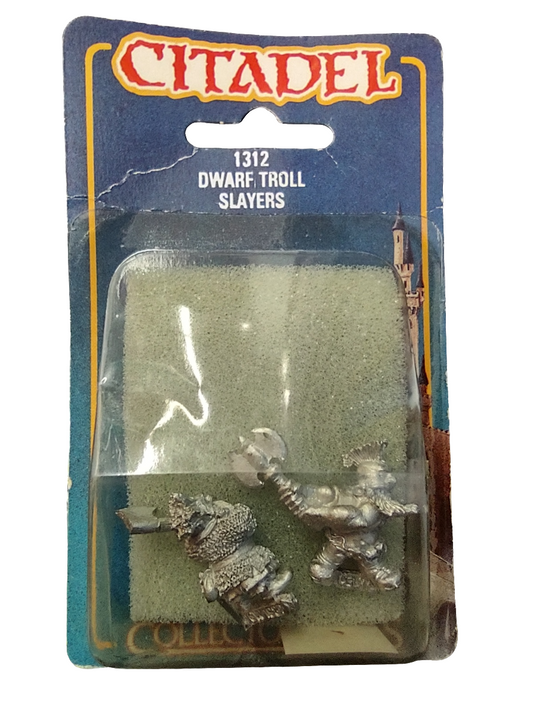 CITADEL
1312
DWARF TROLL
SLAYERS